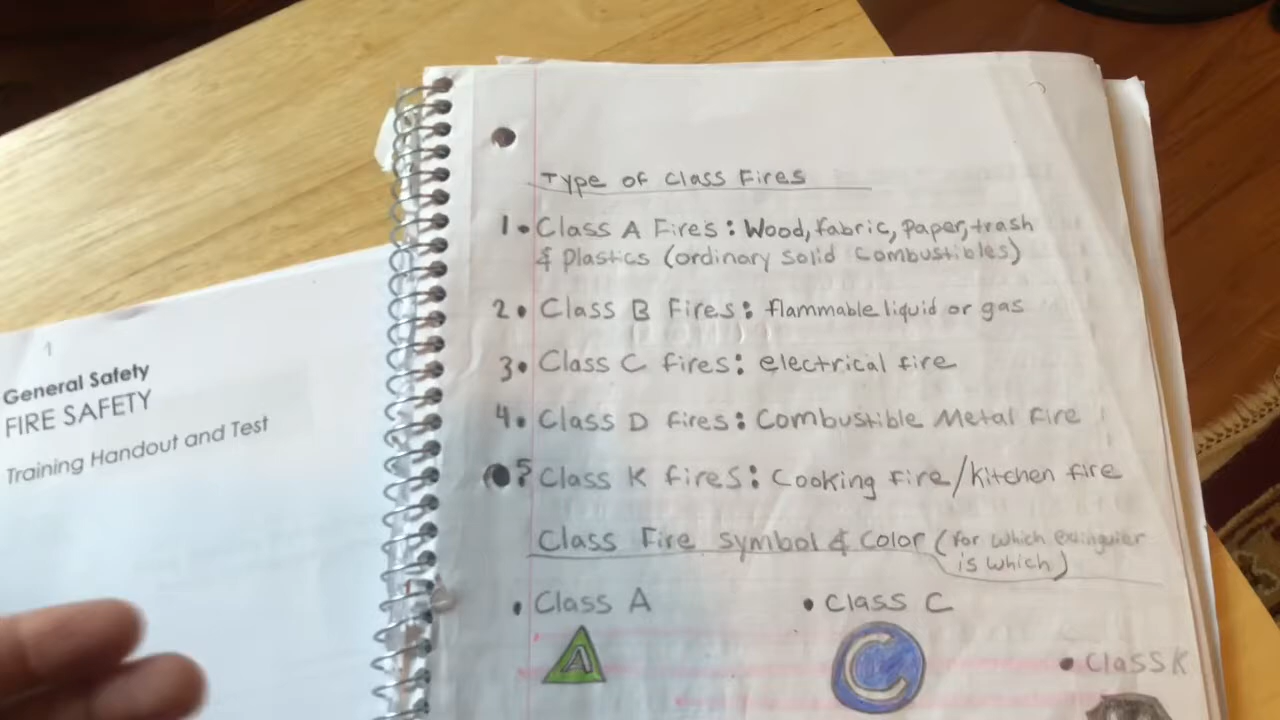 1
General Safety
FIRE SAFETY
Training Handout and Test
Type of Class Fires
1. Class A Fires: Wood, fabric, paper, trash
& Plastics (ordinary solid combustibles)
2. Class B Fires: flammable liquid or gas
3. Class C fires: electrical fire
4. Class D fires: Combustible Metal fire
5 Class K fires: Cooking Fire/kitchen fire
Class Fire symbol & color (for which
is which)
• Class A
• Class C
A
C
• Class K